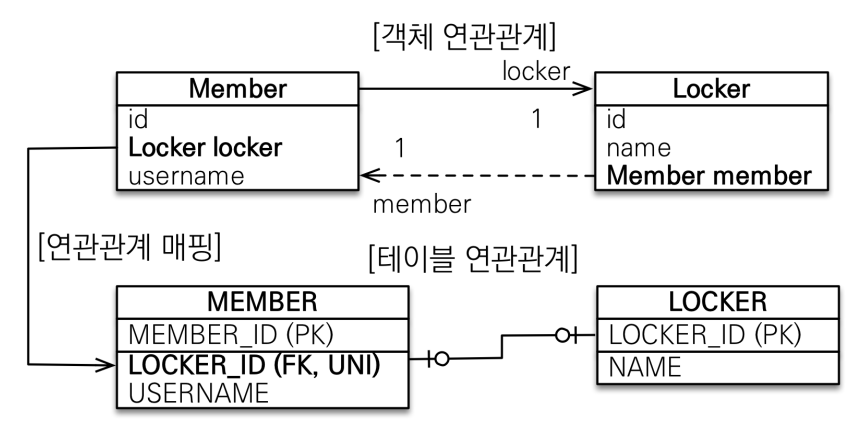 [객체 연관관계]
locker
Member
id
Locker locker
username
1
1
member
Locker
id
name
Member member
[연관관계 매핑]
[테이블 연관관계]
MEMBER
MEMBER_ID (PK)
LOCKER_ID (FK, UNI)
USERNAME
LOCKER
LOCKER_ID (PK)
NAME